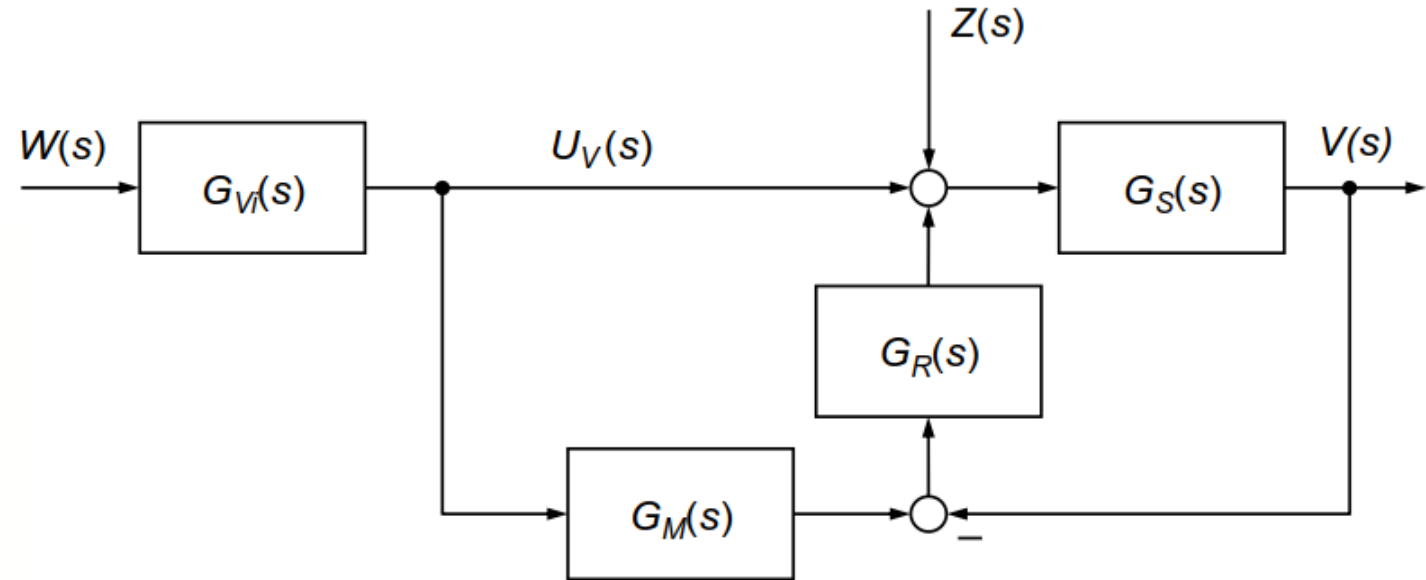 Z(s)
W(s)
G_Vi(s)
U_V(s)
G_S(s)
V(s)
G_R(s)
G_M(s)
−